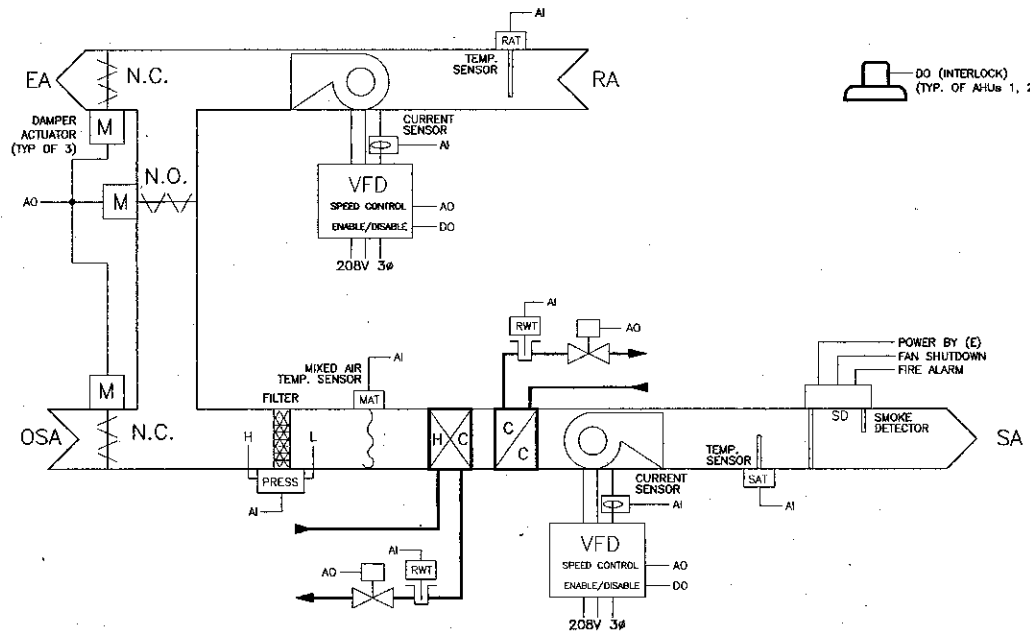 AI
RAT
TEMP.
SENSOR
EA
N.C.
RA
DO (INTERLOCK)
(TYP. OF AHUs 1, 2
DAMPER
ACTUATOR
(TYP OF 3)
M
CURRENT
SENSOR
AI
N.O.
AO
M
VFD
SPEED CONTROL
AO
ENABLE/DISABLE
DO
208V 3ø
AI
RWT
AO
POWER BY (E)
FAN SHUTDOWN
FIRE ALARM
MIXED AIR
TEMP. SENSOR
AI
M
MAT
FILTER
OSA
N.C.
H
L
H
C
C
C
SD
SMOKE
DETECTOR
SA
TEMP.
SENSOR
PRESS
AI
CURRENT
SENSOR
AI
SAT
AI
VFD
SPEED CONTROL
AO
ENABLE/DISABLE
DO
208V 3ø
AI
AO
RWT